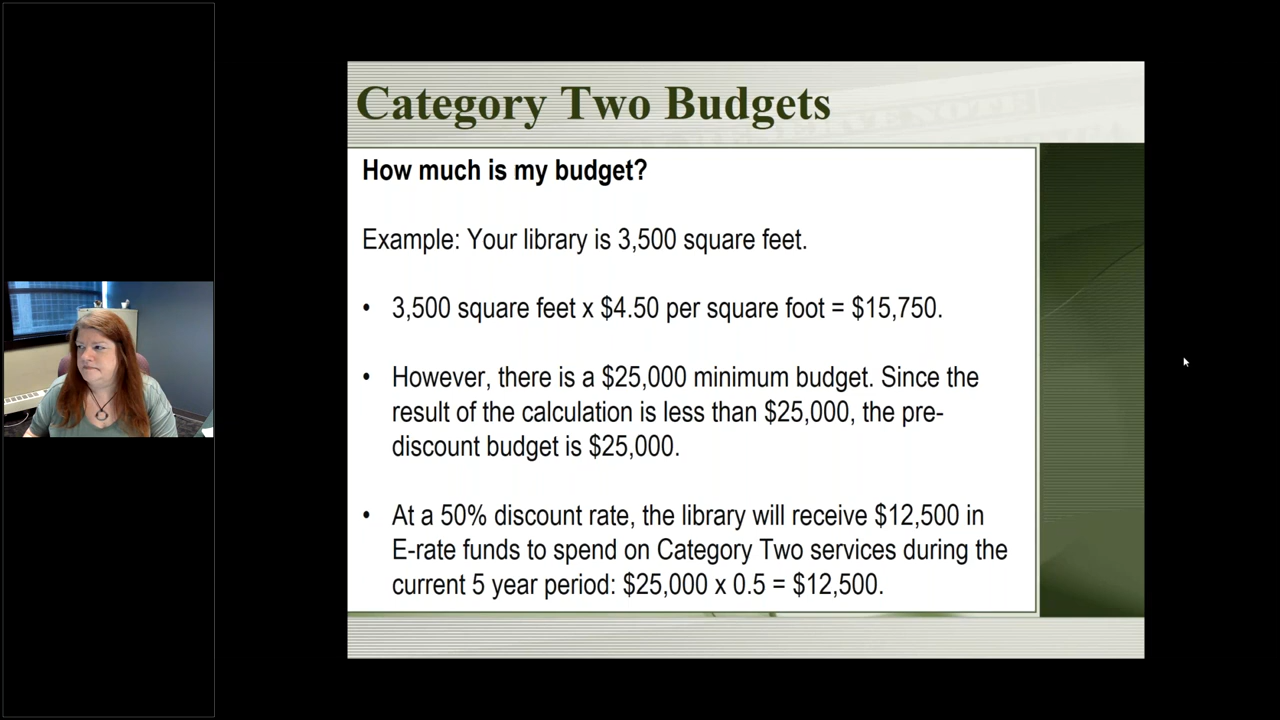 Category Two Budgets
How much is my budget?
Example: Your library is 3,500 square feet.
• 3,500 square feet x $4.50 per square foot = $15,750.
• However, there is a $25,000 minimum budget. Since the
result of the calculation is less than $25,000, the pre-
discount budget is $25,000.
• At a 50% discount rate, the library will receive $12,500 in
E-rate funds to spend on Category Two services during the
current 5 year period: $25,000 x 0.5 = $12,500.